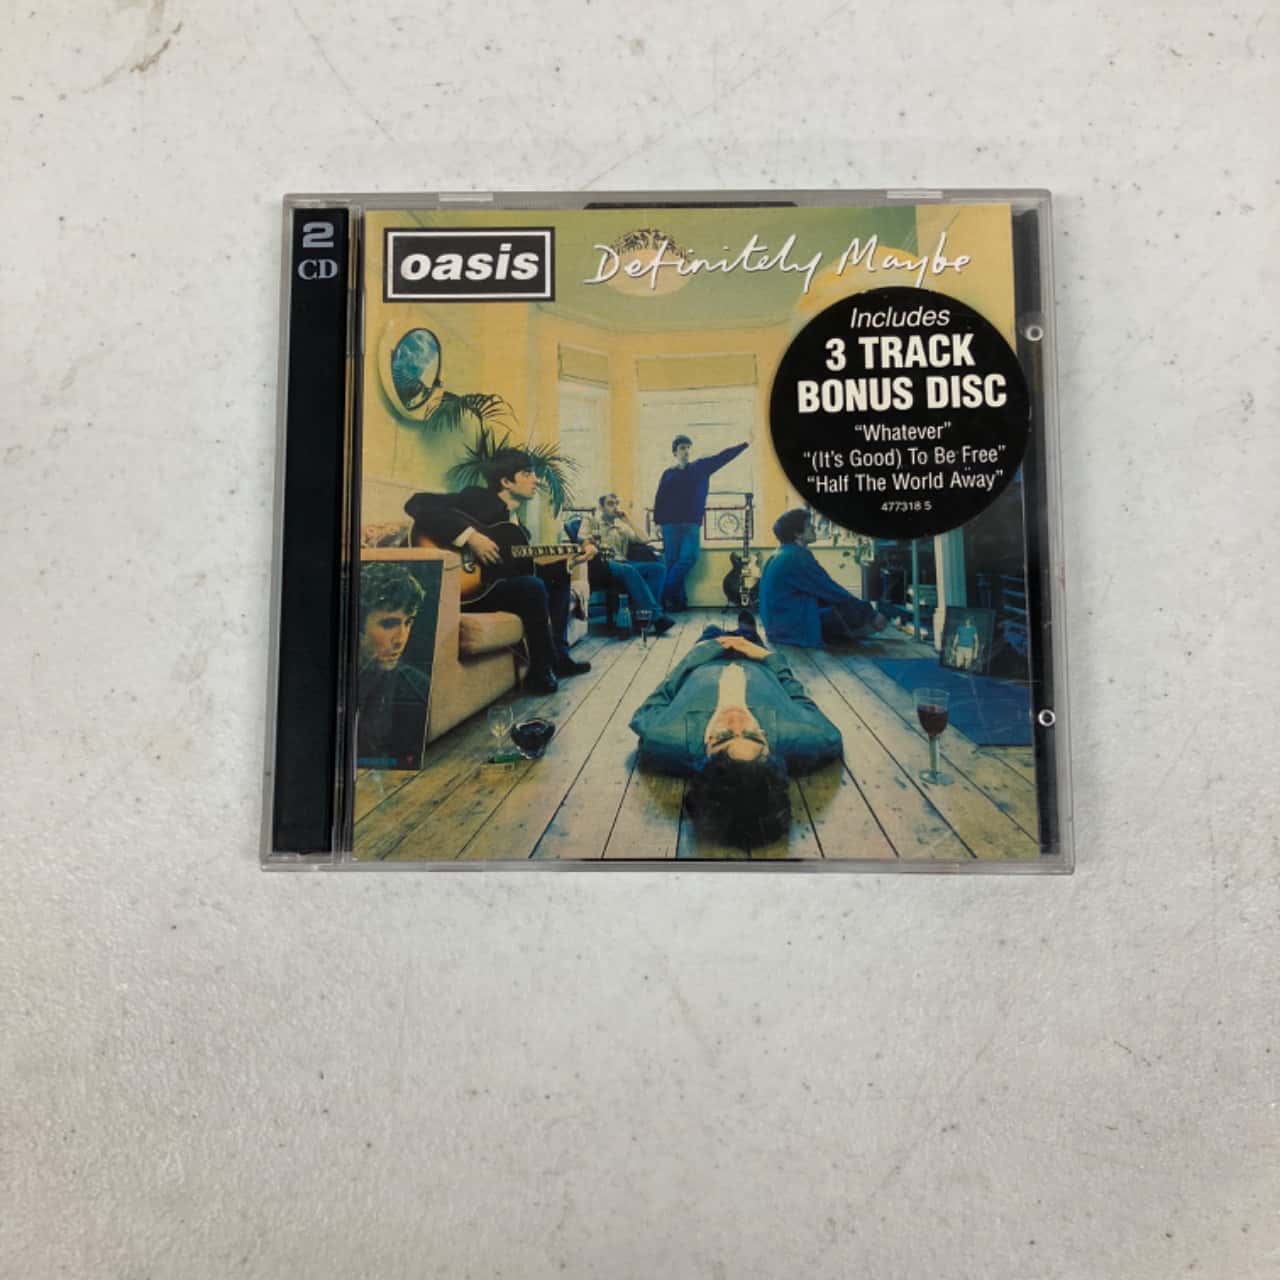 2
CD
oasis
Definitely Maybe
Includes
3 TRACK
BONUS DISC
“Whatever”
“(It's Good) To Be Free”
“Half The World Away”
477318 5